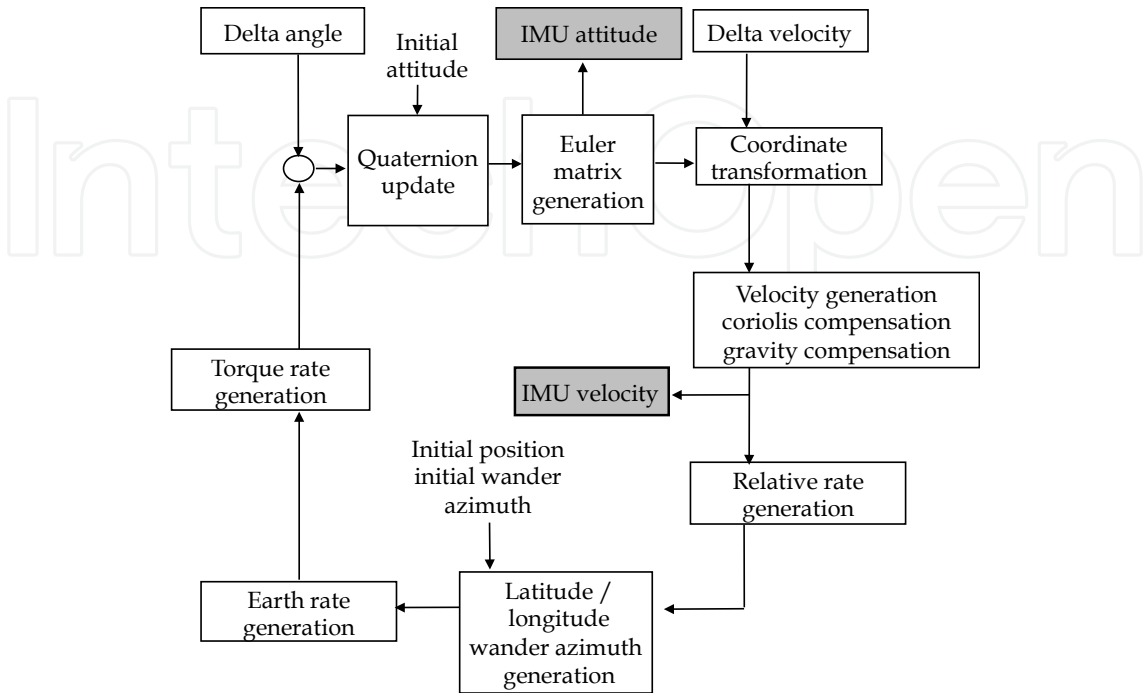 Delta angle
Initial
attitude
IMU attitude
Delta velocity
Quaternion
update
Euler
matrix
generation
Coordinate
transformation
Velocity generation
coriolis compensation
gravity compensation
Torque rate
generation
IMU velocity
Initial position
initial wander
azimuth
Relative rate
generation
Earth rate
generation
Latitude /
longitude
wander azimuth
generation
IntechOpen